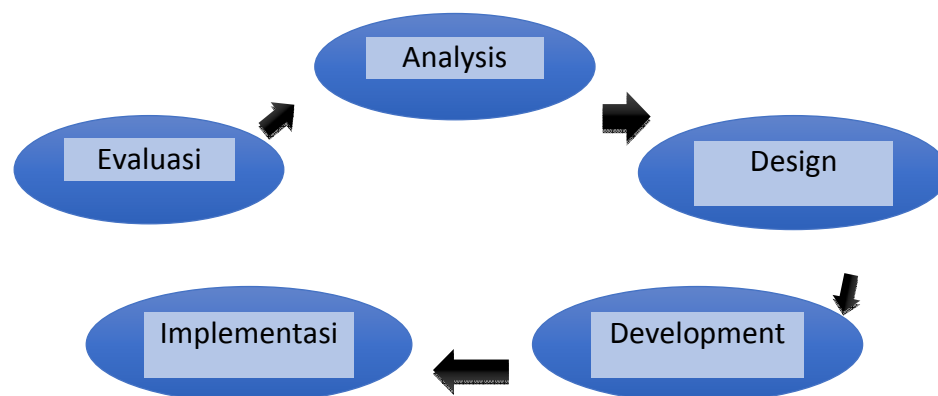 Analysis
Evaluasi
Design
Implementasi
Development